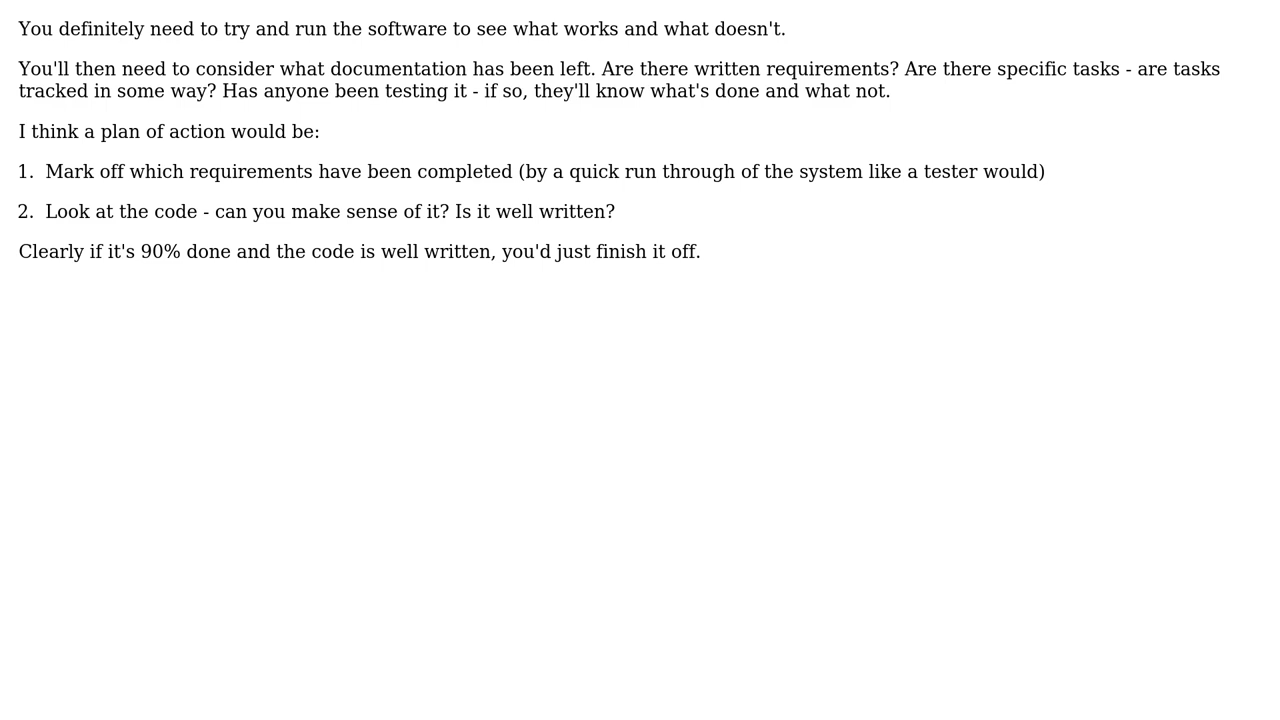 You definitely need to try and run the software to see what works and what doesn't.
You'll then need to consider what documentation has been left. Are there written requirements? Are there specific tasks - are tasks
tracked in some way? Has anyone been testing it - if so, they'll know what's done and what not.
I think a plan of action would be:
1. Mark off which requirements have been completed (by a quick run through of the system like a tester would)
2. Look at the code - can you make sense of it? Is it well written?
Clearly if it's 90% done and the code is well written, you'd just finish it off.